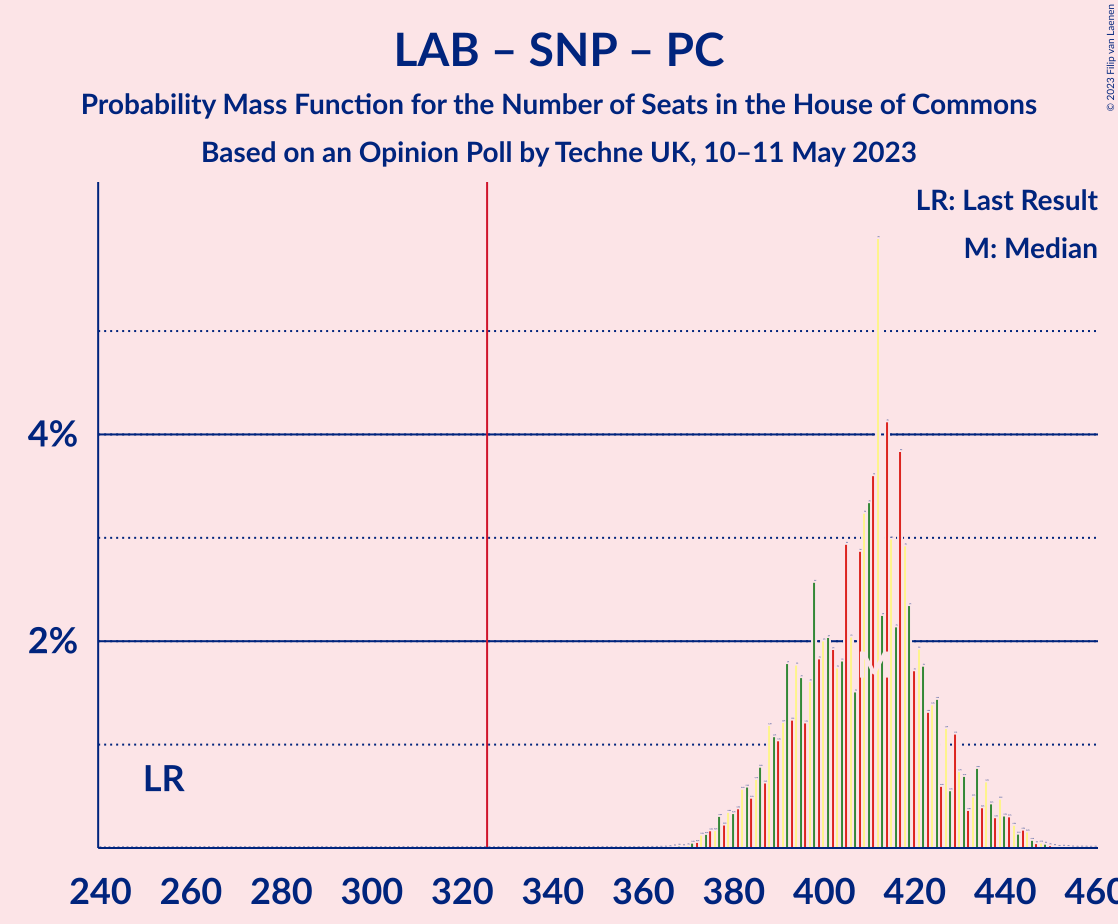 LAB – SNP – PC
Probability Mass Function for the Number of Seats in the House of Commons
Based on an Opinion Poll by Techne UK, 10–11 May 2023
© 2023 Filip van Laenen
LR: Last Result
M: Median
4%
2%
LR
M
240 260 280 300 320 340 360 380 400 420 440 460